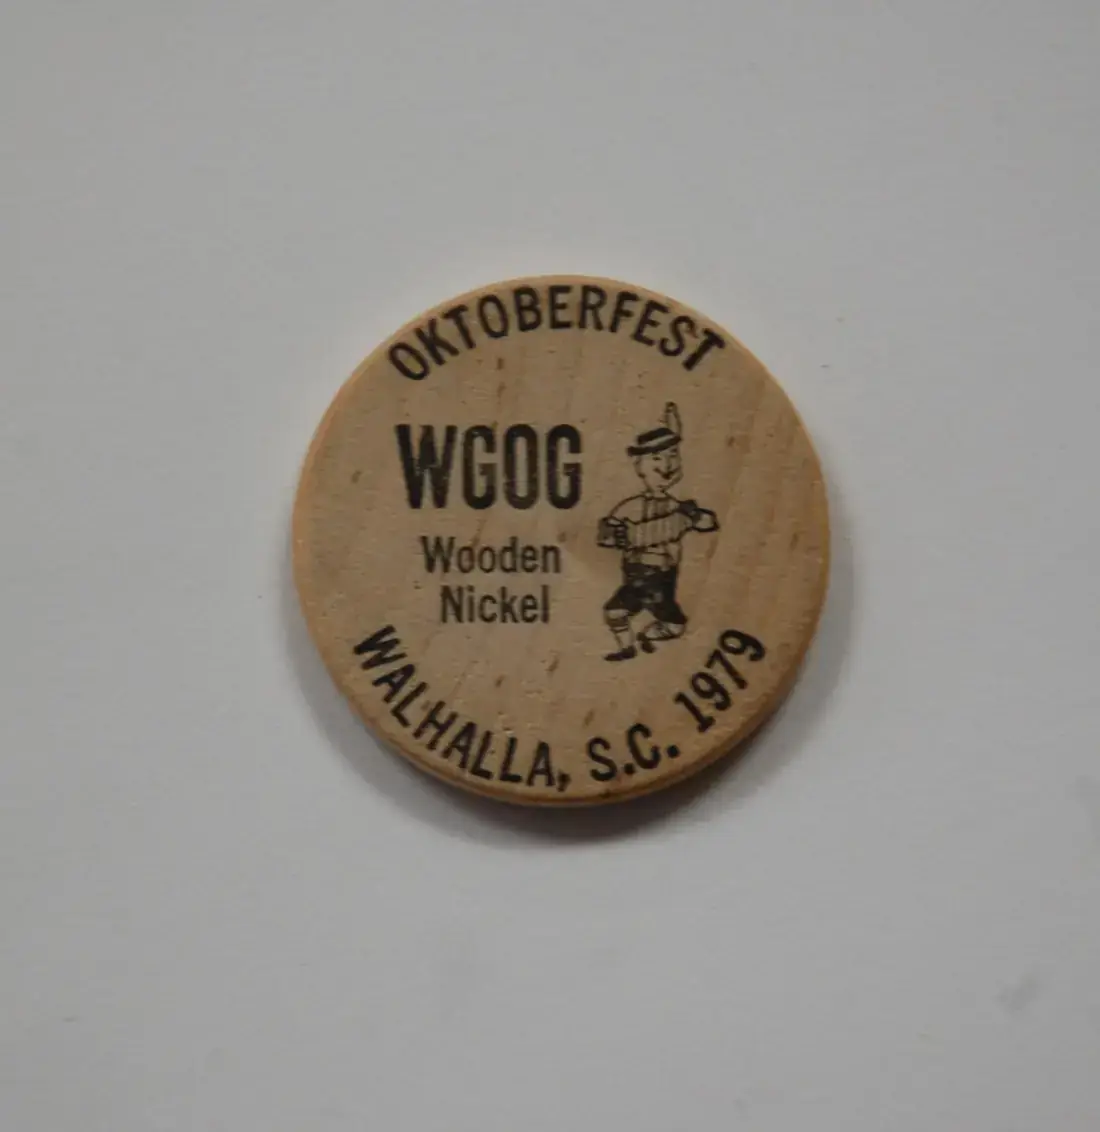 OKTOBERFEST
WGOG
Wooden
Nickel
WALHALLA, S.C. 1979